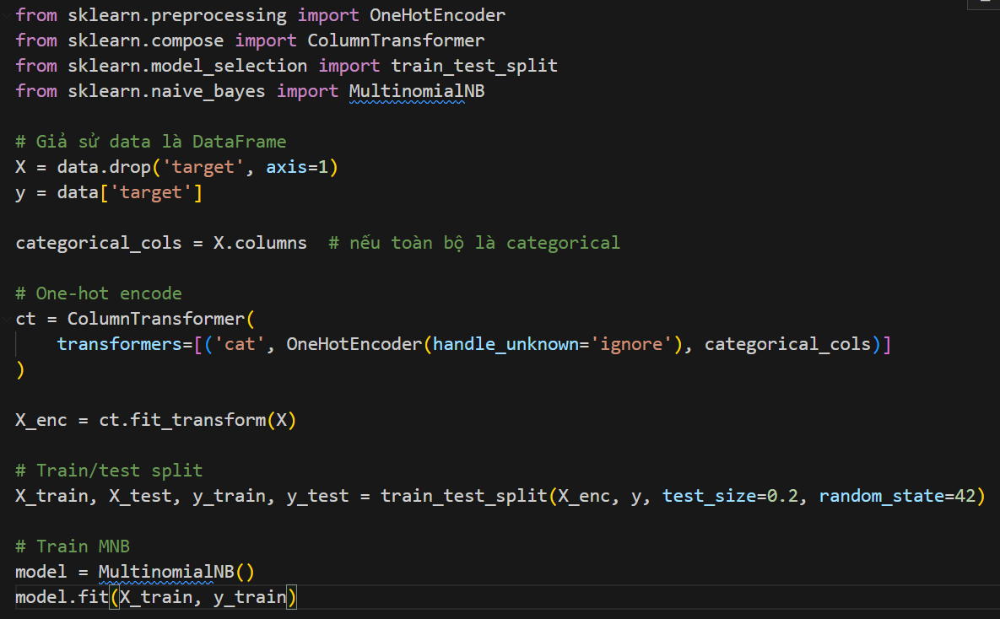 from sklearn.preprocessing import OneHotEncoder
from sklearn.compose import ColumnTransformer
from sklearn.model_selection import train_test_split
from sklearn.naive_bayes import MultinomialNB
# Giả sử data là DataFrame
X = data.drop('target', axis=1)
y = data['target']
categorical_cols = X.columns  # nếu toàn bộ là categorical
# One-hot encode
ct = ColumnTransformer(
    transformers=[('cat', OneHotEncoder(handle_unknown='ignore'), categorical_cols)]
)
X_enc = ct.fit_transform(X)
# Train/test split
X_train, X_test, y_train, y_test = train_test_split(X_enc, y, test_size=0.2, random_state=42)
# Train MNB
model = MultinomialNB()
model.fit(X_train, y_train)